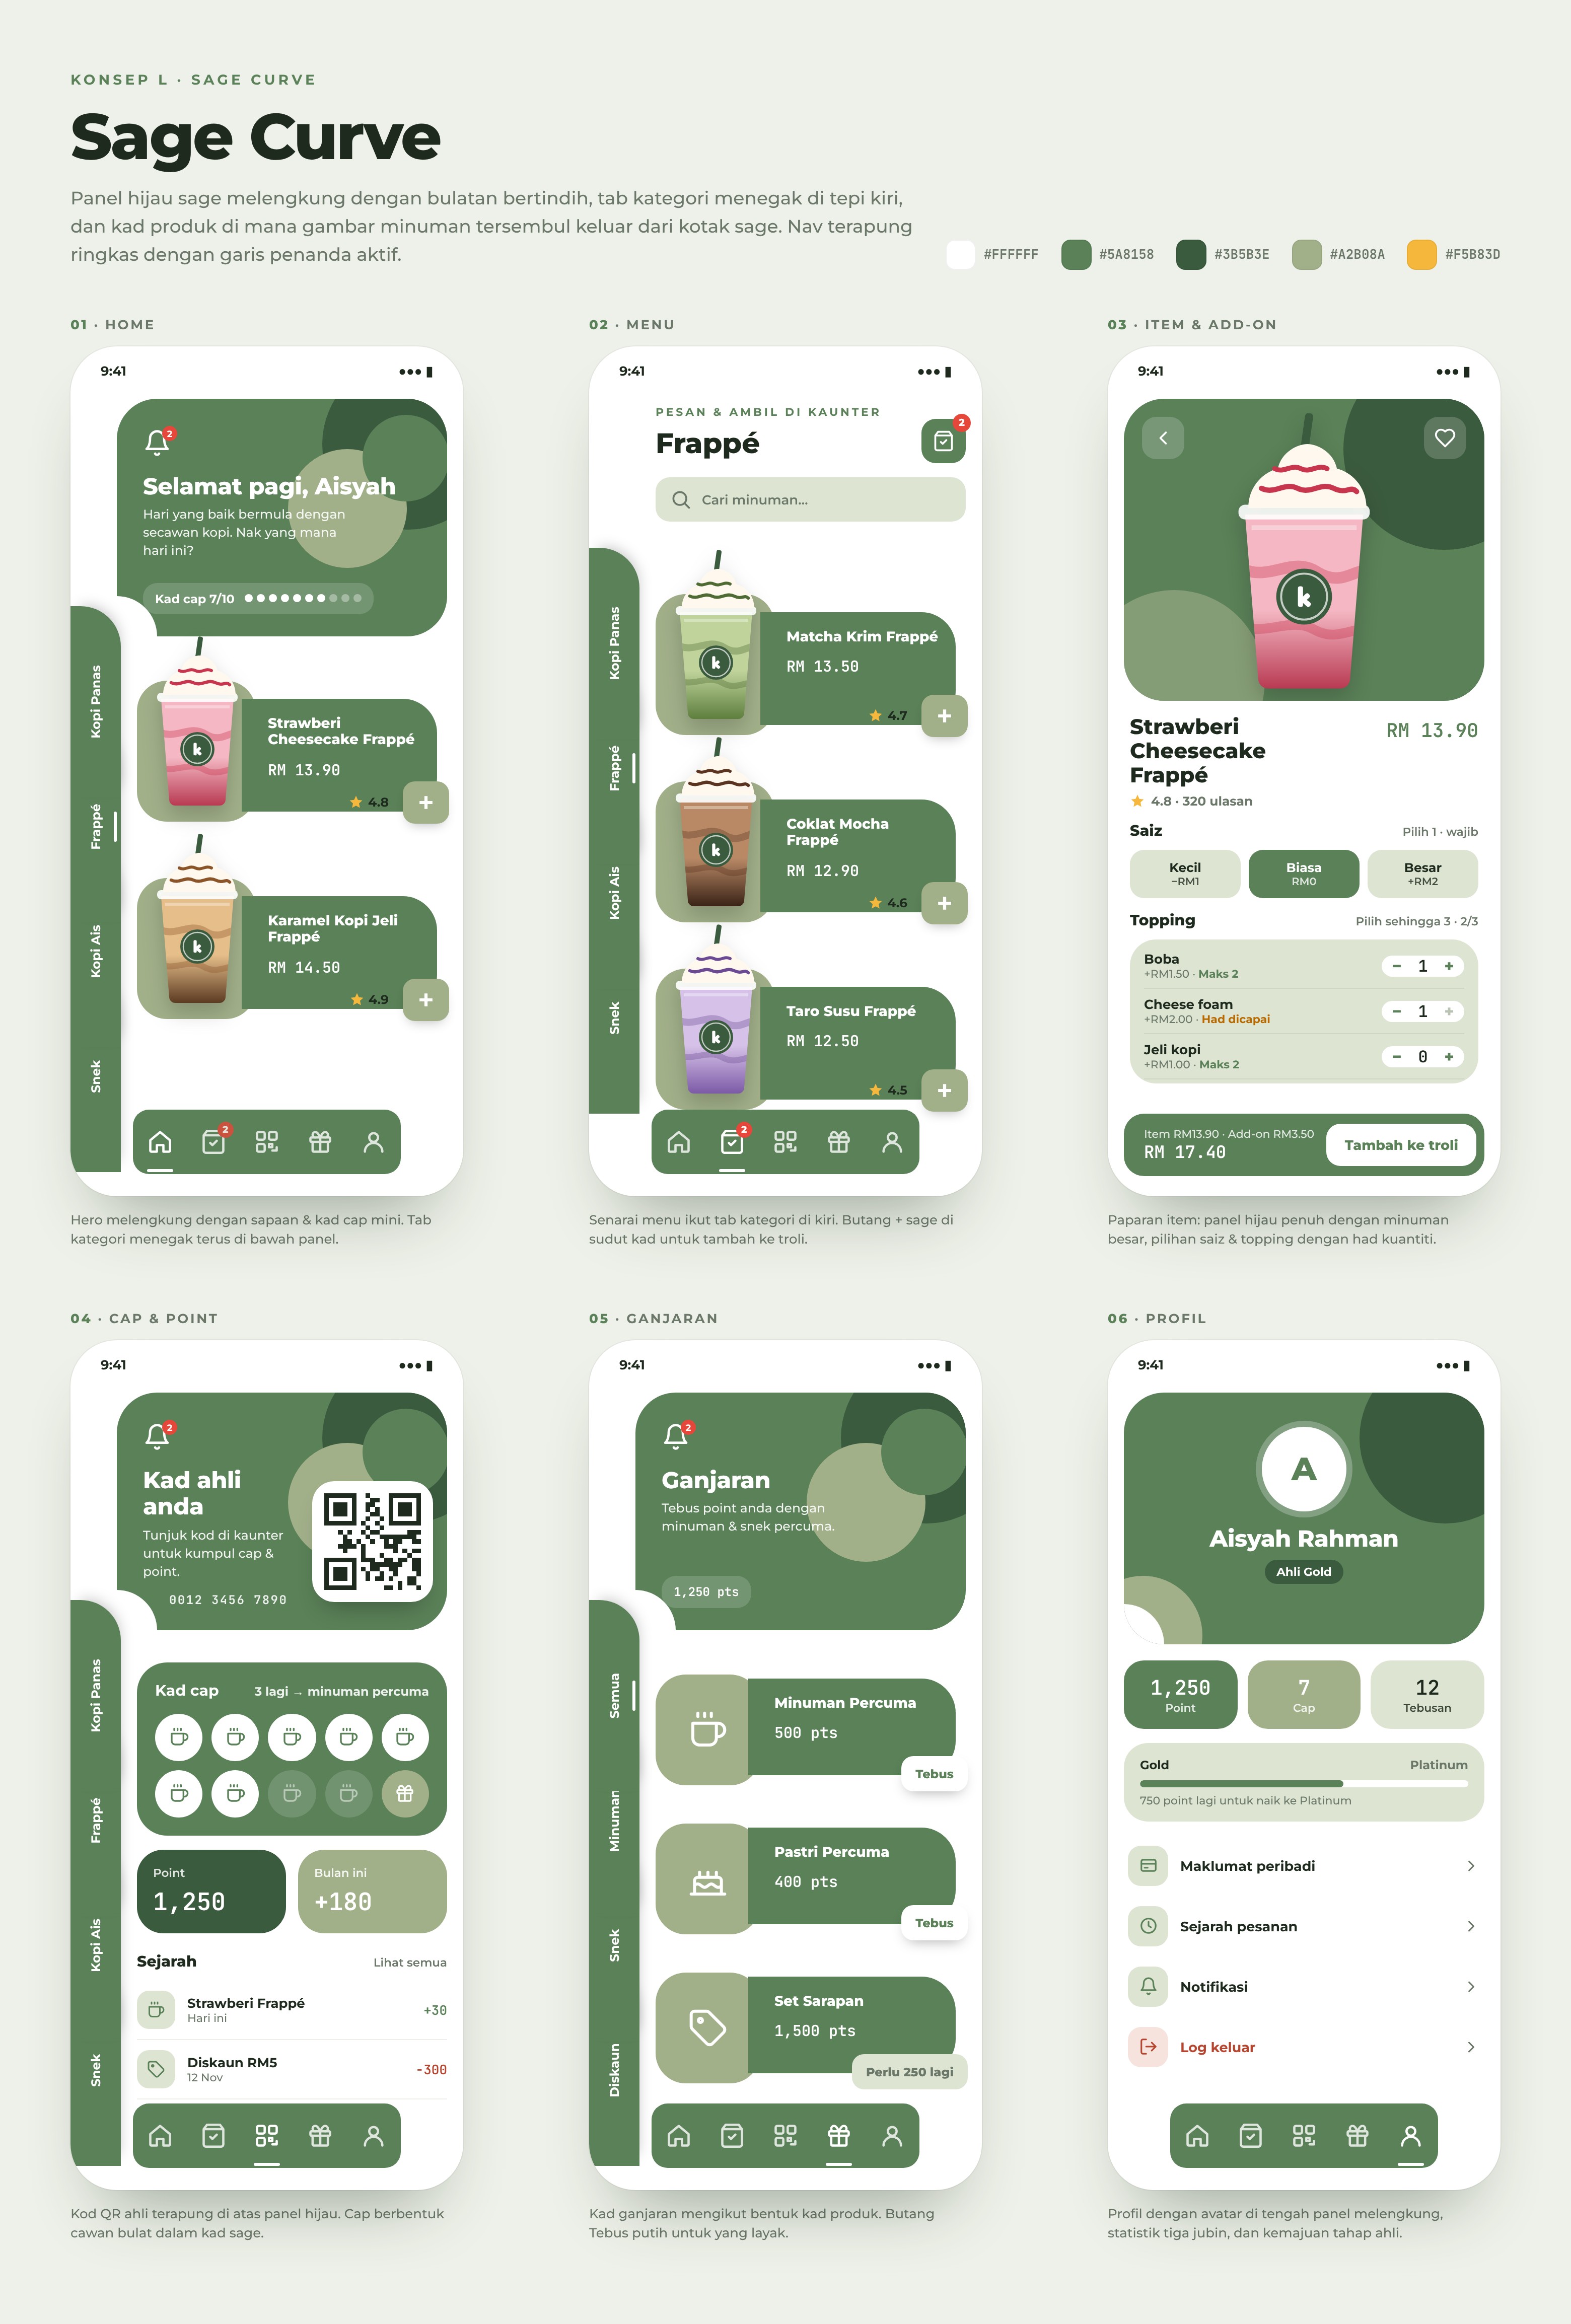 KONSEP L · SAGE CURVE
Sage Curve
Panel hijau sage melengkung dengan bulatan bertindih, tab kategori menegak di tepi kiri,
dan kad produk di mana gambar minuman tersembul keluar dari kotak sage. Nav terapung
ringkas dengan garis penanda aktif.
#FFFFFF
#5A8158
#3B5B3E
#A2B08A
#F5B83D
01 · HOME
9:41
2
Selamat pagi, Aisyah
Hari yang baik bermula dengan
secawan kopi. Nak yang mana
hari ini?
Kad cap 7/10
Kopi Panas
Frappé
Kopi Ais
Snek
k
Strawberi
Cheesecake Frappé
RM 13.90
4.8
+
k
Karamel Kopi Jeli
Frappé
RM 14.50
4.9
+
2
Hero melengkung dengan sapaan & kad cap mini. Tab
kategori menegak terus di bawah panel.
02 · MENU
9:41
PESAN & AMBIL DI KAUNTER
Frappé
2
Cari minuman...
Kopi Panas
Frappé
Kopi Ais
Snek
k
Matcha Krim Frappé
RM 13.50
4.7
+
k
Coklat Mocha
Frappé
RM 12.90
4.6
+
k
Taro Susu Frappé
RM 12.50
4.5
+
2
Senarai menu ikut tab kategori di kiri. Butang + sage di
sudut kad untuk tambah ke troli.
03 · ITEM & ADD-ON
9:41
k
Strawberi
Cheesecake
Frappé
RM 13.90
4.8 · 320 ulasan
Saiz
Pilih 1 · wajib
Kecil
−RM1
Biasa
RM0
Besar
+RM2
Topping
Pilih sehingga 3 · 2/3
Boba
+RM1.50 · Maks 2
− 1 +
Cheese foam
+RM2.00 · Had dicapai
− 1 +
Jeli kopi
+RM1.00 · Maks 2
− 0 +
Item RM13.90 · Add-on RM3.50
RM 17.40
Tambah ke troli
Paparan item: panel hijau penuh dengan minuman
besar, pilihan saiz & topping dengan had kuantiti.
04 · CAP & POINT
9:41
2
Kad ahli
anda
Tunjuk kod di kaunter
untuk kumpul cap &
point.
0012 3456 7890
Kopi Panas
Frappé
Kopi Ais
Snek
Kad cap
3 lagi → minuman percuma
Point
1,250
Bulan ini
+180
Sejarah
Lihat semua
Strawberi Frappé
Hari ini
+30
Diskaun RM5
12 Nov
-300
Kod QR ahli terapung di atas panel hijau. Cap berbentuk
cawan bulat dalam kad sage.
05 · GANJARAN
9:41
2
Ganjaran
Tebus point anda dengan
minuman & snek percuma.
1,250 pts
Semua
Minuman
Snek
Diskaun
Minuman Percuma
500 pts
Tebus
Pastri Percuma
400 pts
Tebus
Set Sarapan
1,500 pts
Perlu 250 lagi
Kad ganjaran mengikut bentuk kad produk. Butang
Tebus putih untuk yang layak.
06 · PROFIL
9:41
A
Aisyah Rahman
Ahli Gold
1,250
Point
7
Cap
12
Tebusan
Gold
Platinum
750 point lagi untuk naik ke Platinum
Maklumat peribadi
Sejarah pesanan
Notifikasi
Log keluar
Profil dengan avatar di tengah panel melengkung,
statistik tiga jubin, dan kemajuan tahap ahli.